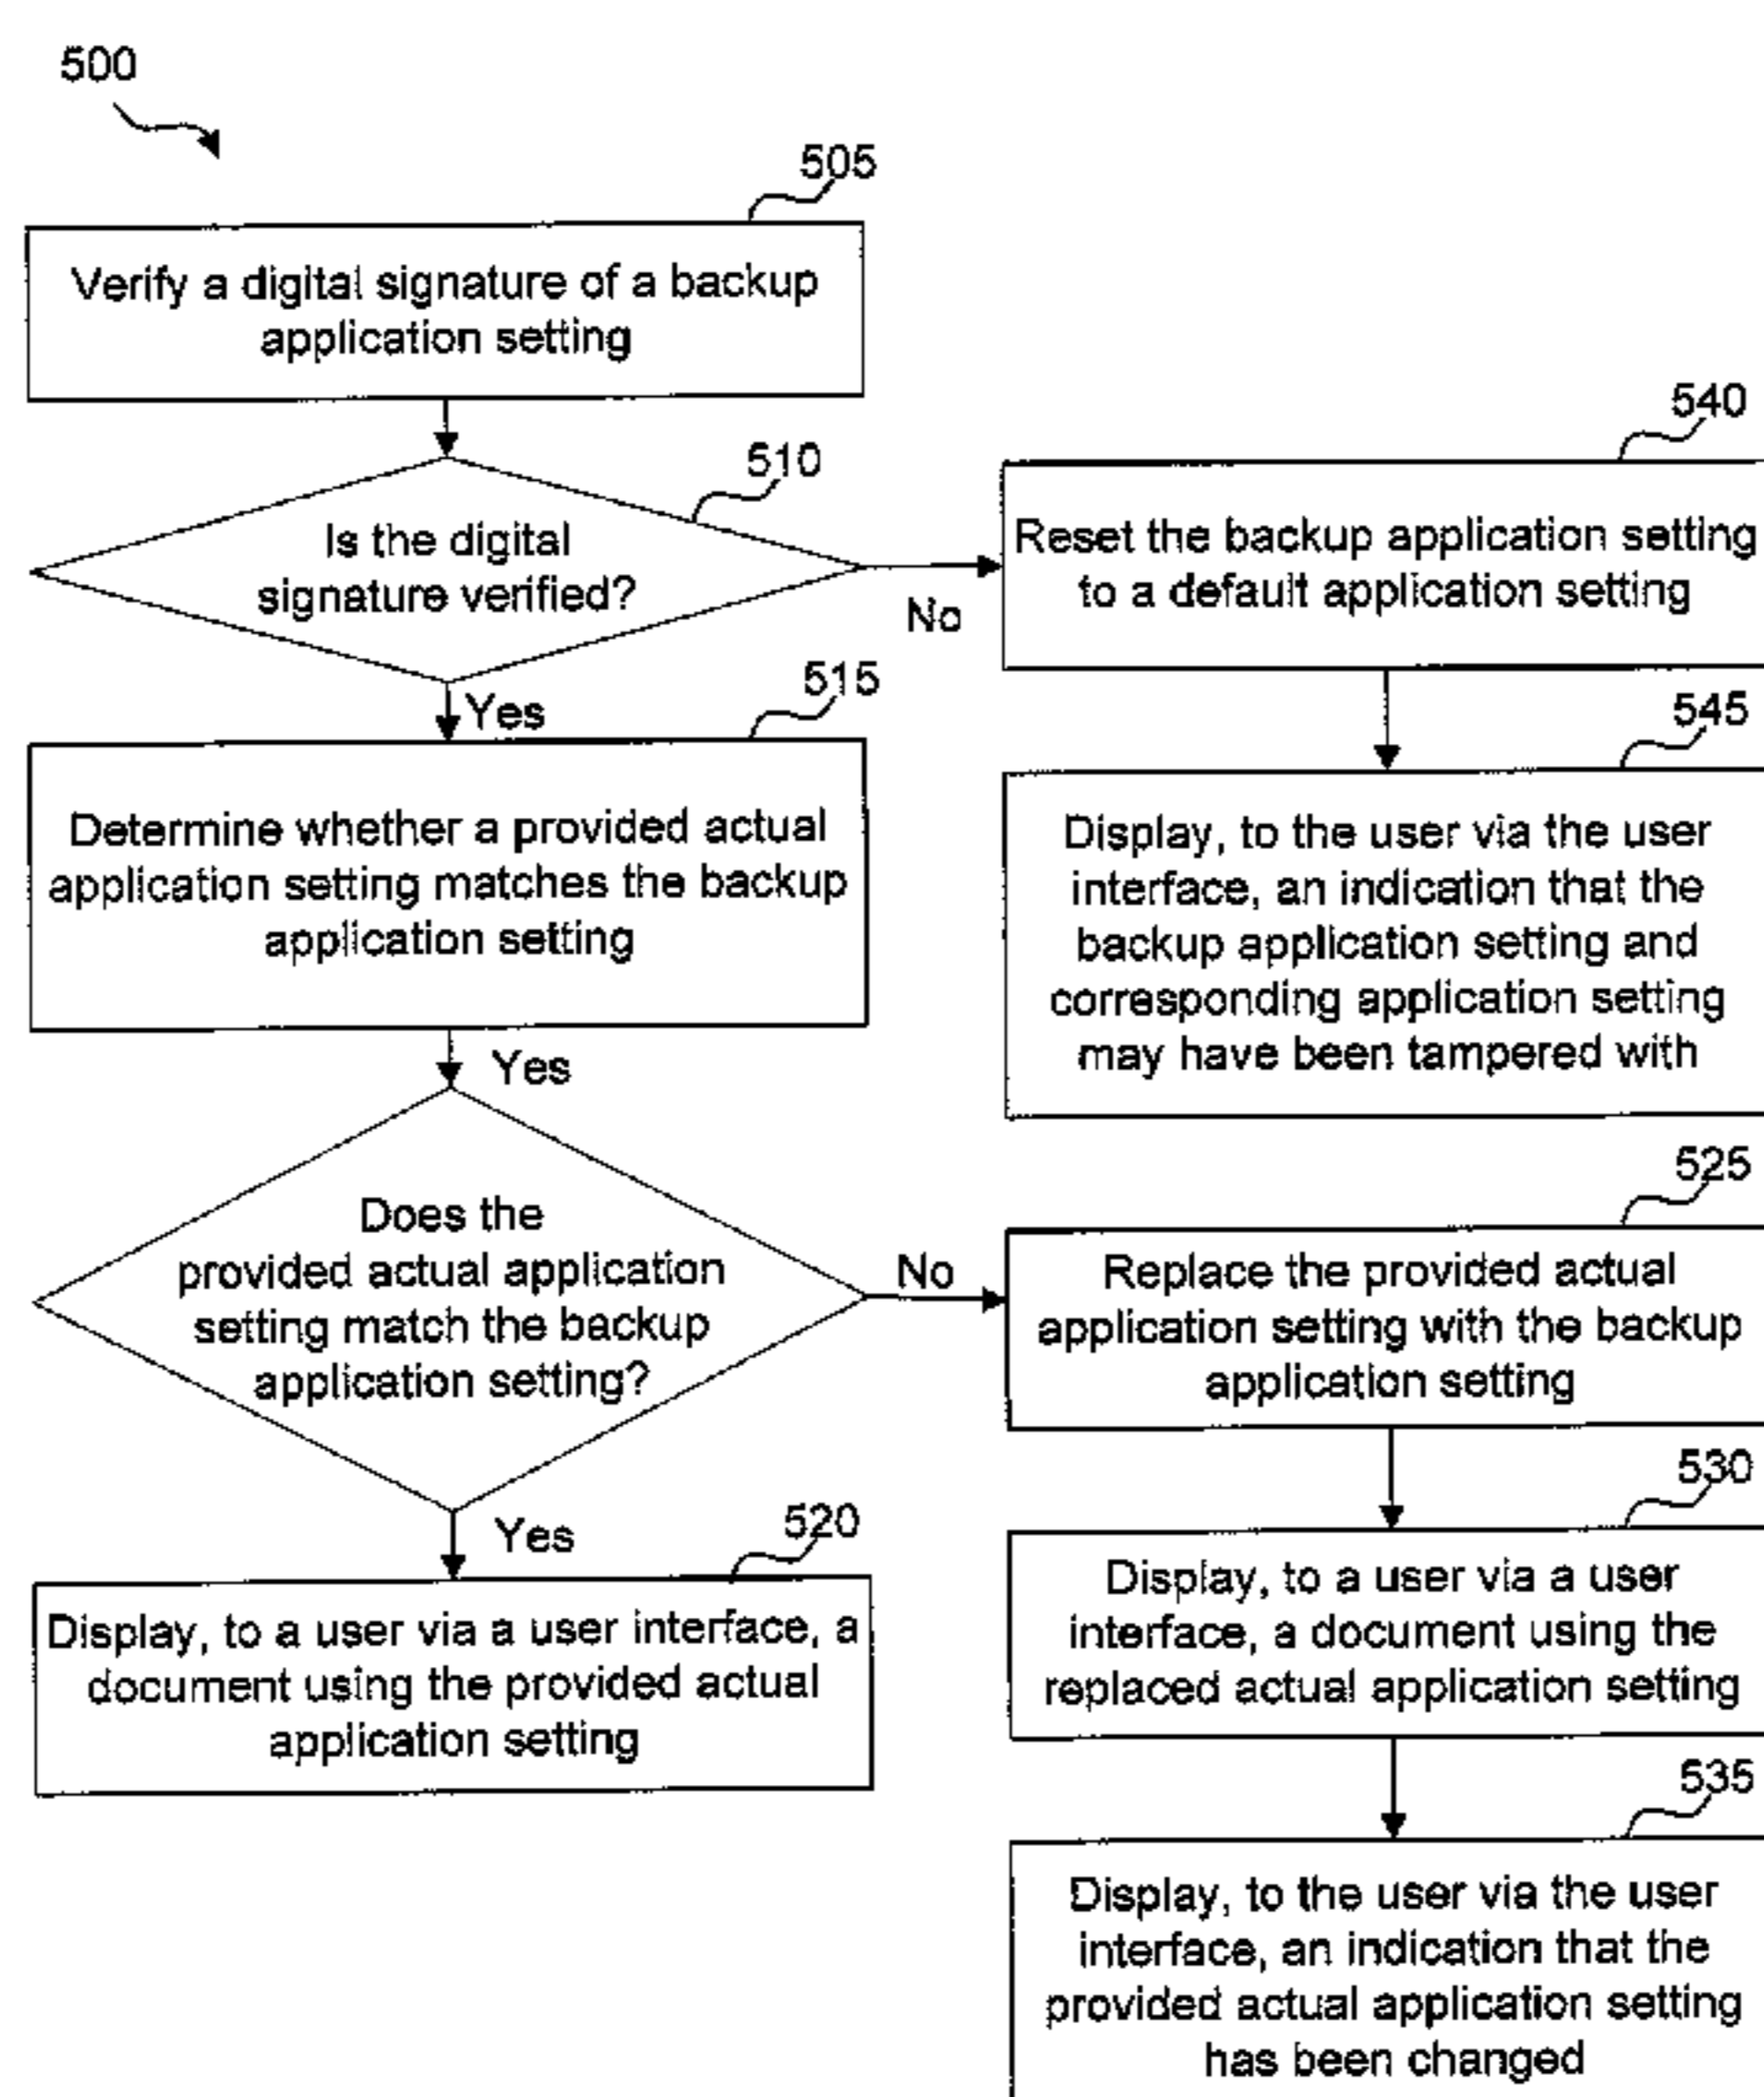 500
505
Verify a digital signature of a backup
application setting
510
Is the digital
signature verified?
No
Yes
540
Reset the backup application setting
to a default application setting
515
Determine whether a provided actual
application setting matches the backup
application setting
Yes
545
Display, to the user via the user
interface, an indication that the
backup application setting and
corresponding application setting
may have been tampered with
Does the
provided actual application
setting match the backup
application setting?
No
Yes
525
Replace the provided actual
application setting with the backup
application setting
520
Display, to a user via a user interface, a
document using the provided actual
application setting
530
Display, to a user via a user
interface, a document using the
replaced actual application setting
535
Display, to the user via the user
interface, an indication that the
provided actual application setting
has been changed